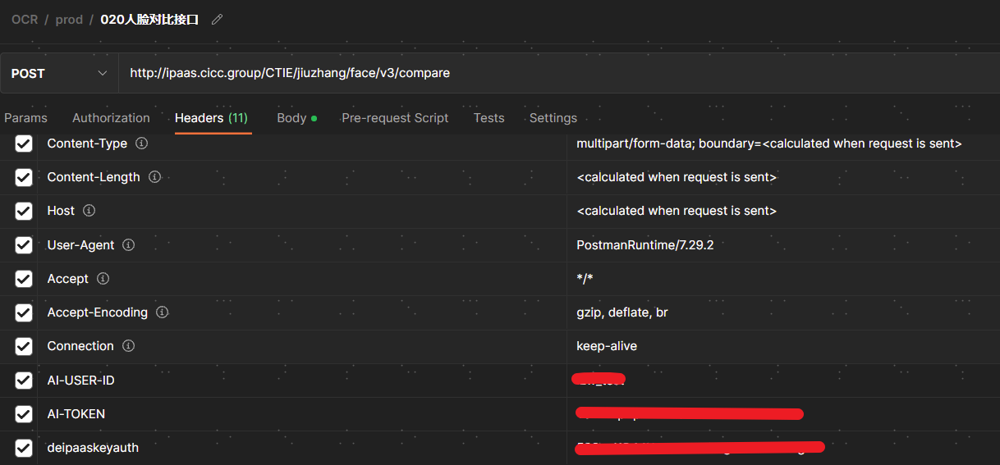 OCR / prod / 020人脸对比接口
POST http://ipaas.cicc.group/CTIE/jiuzhang/face/v3/compare
Params Authorization Headers (11) Body Pre-request Script Tests Settings
Content-Type multipart/form-data; boundary=<calculated when request is sent>
Content-Length <calculated when request is sent>
Host <calculated when request is sent>
User-Agent PostmanRuntime/7.29.2
Accept */*
Accept-Encoding gzip, deflate, br
Connection keep-alive
AI-USER-ID
AI-TOKEN
deipaaskeyauth